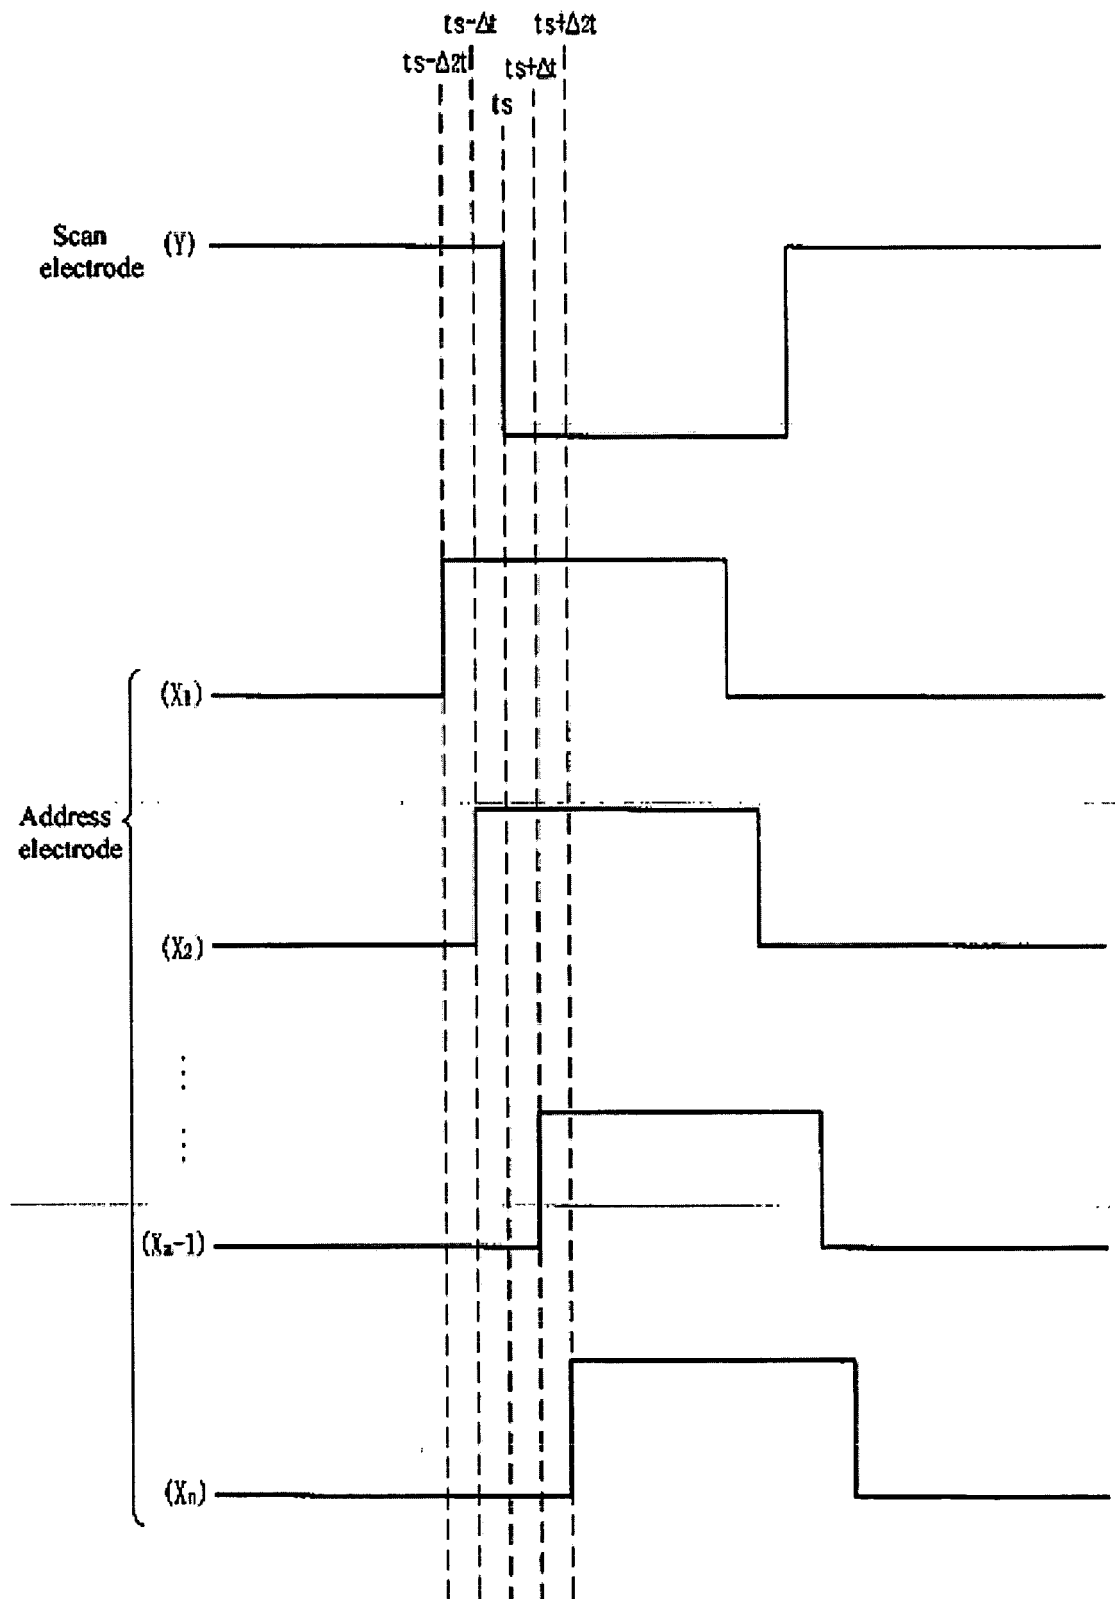 ts-Δt
ts+Δ2t
ts-Δ2t
ts+Δt
ts
Scan
electrode
(Y)
(X1)
Address
electrode
(X2)
(Xn-1)
(Xn)